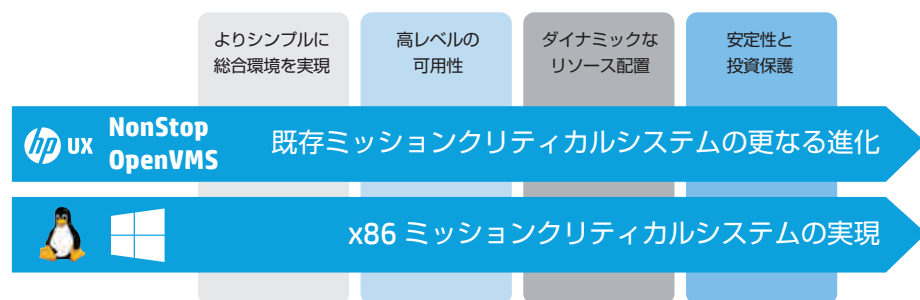 よりシンプルに
総合環境を実現
高レベルの
可用性
ダイナミックな
リソース配置
安定性と
投資保護
hp UX
NonStop
OpenVMS
既存ミッションクリティカルシステムの更なる進化
x86 ミッションクリティカルシステムの実現